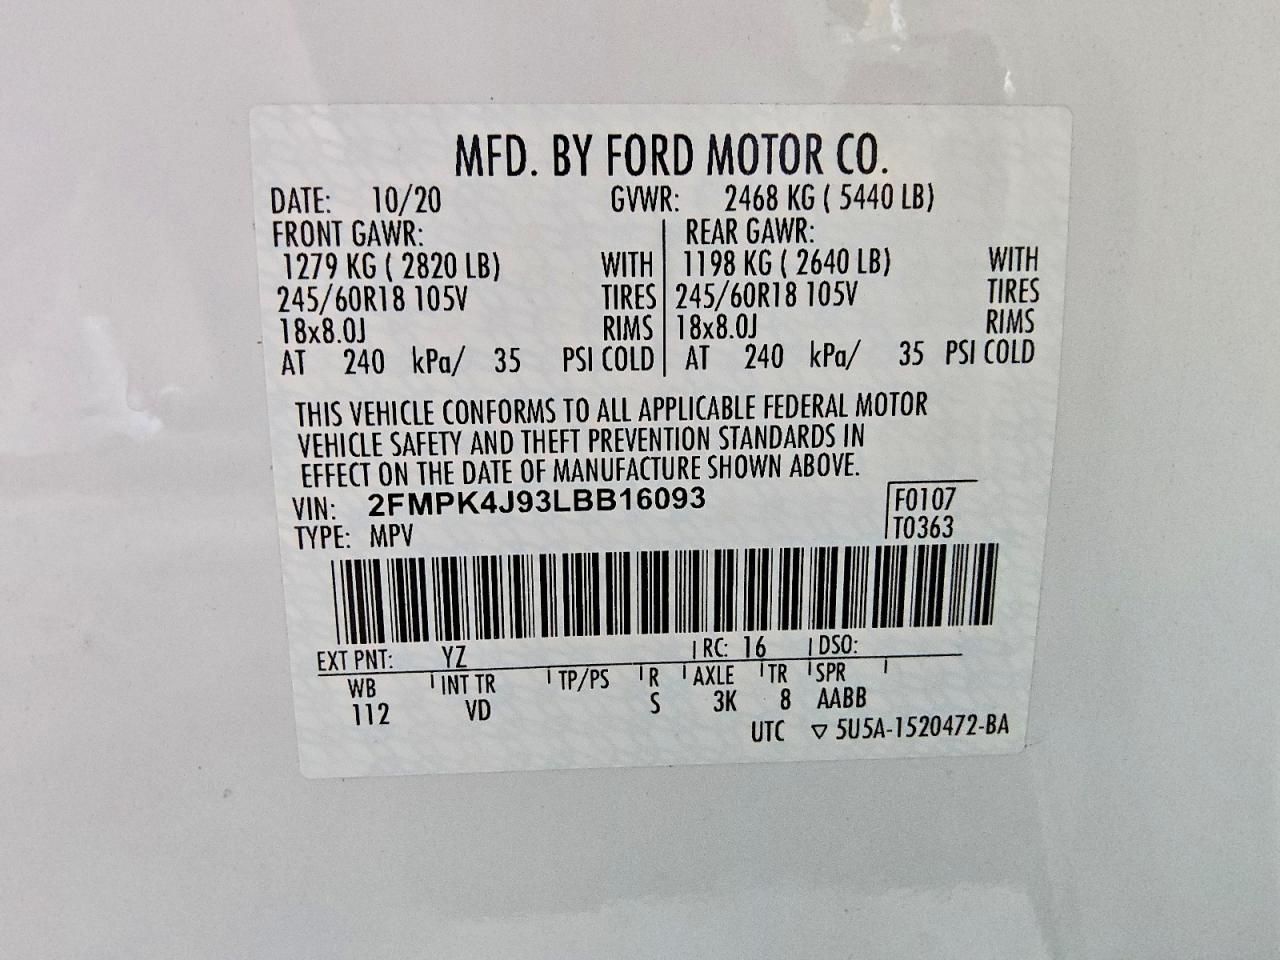 MFD. BY FORD MOTOR CO.
DATE: 10/20 GVWR: 2468 KG ( 5440 LB)
FRONT GAWR: REAR GAWR:
1279 KG ( 2820 LB) WITH 1198 KG ( 2640 LB) WITH
245/60R18 105V TIRES 245/60R18 105V TIRES
18x8.0J RIMS 18x8.0J RIMS
AT 240 kPa/ 35 PSI COLD AT 240 kPa/ 35 PSI COLD
THIS VEHICLE CONFORMS TO ALL APPLICABLE FEDERAL MOTOR
VEHICLE SAFETY AND THEFT PREVENTION STANDARDS IN
EFFECT ON THE DATE OF MANUFACTURE SHOWN ABOVE.
VIN: 2FMPK4J93LBB16093 F0107
TYPE: MPV T0363
EXT PNT: YZ RC: 16 DSO:
WB INT TR TP/PS R AXLE TR SPR
112 VD S 3K 8 AABB
UTC ▽ 5U5A-1520472-BA